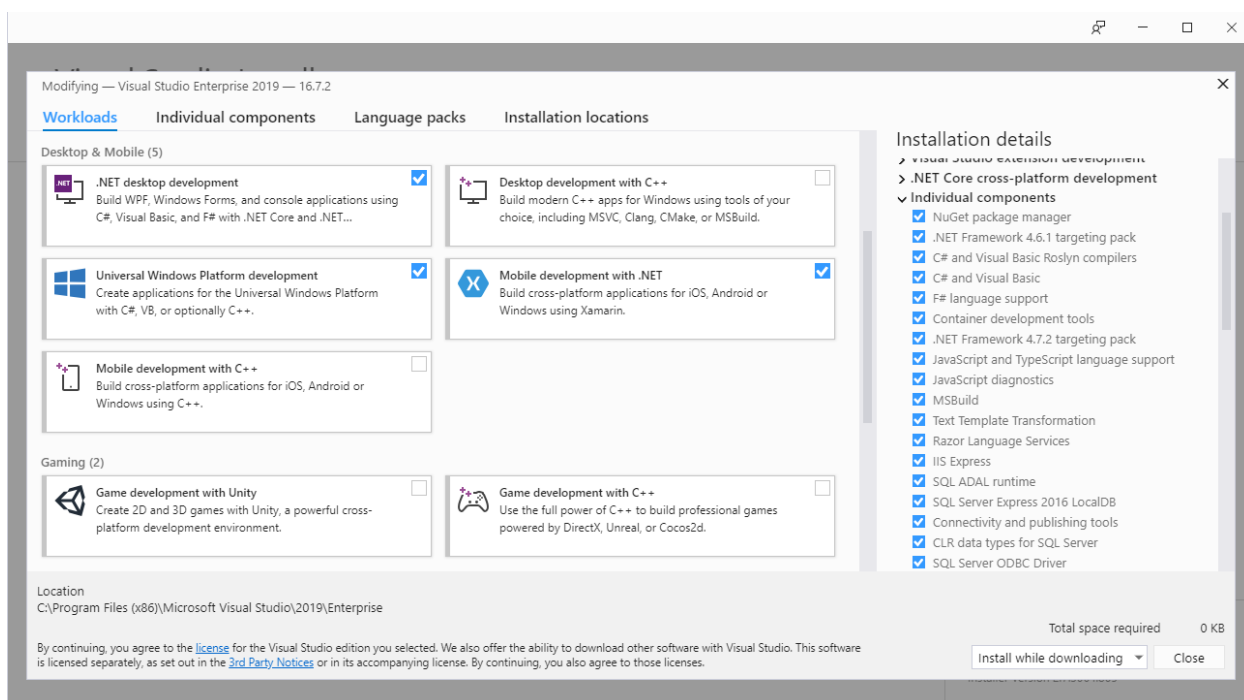 Modifying — Visual Studio Enterprise 2019 — 16.7.2
Workloads
Individual components
Language packs
Installation locations
Desktop & Mobile (5)
.NET
.NET desktop development
Build WPF, Windows Forms, and console applications using
C#, Visual Basic, and F# with .NET Core and .NET...
Desktop development with C++
Build modern C++ apps for Windows using tools of your
choice, including MSVC, Clang, CMake, or MSBuild.
Universal Windows Platform development
Create applications for the Universal Windows Platform
with C#, VB, or optionally C++.
Mobile development with .NET
Build cross-platform applications for iOS, Android or
Windows using Xamarin.
Mobile development with C++
Build cross-platform applications for iOS, Android or
Windows using C++.
Gaming (2)
Game development with Unity
Create 2D and 3D games with Unity, a powerful cross-
platform development environment.
Game development with C++
Use the full power of C++ to build professional games
powered by DirectX, Unreal, or Cocos2d.
Installation details
Visual Studio extension development
.NET Core cross-platform development
Individual components
NuGet package manager
.NET Framework 4.6.1 targeting pack
C# and Visual Basic Roslyn compilers
C# and Visual Basic
F# language support
Container development tools
.NET Framework 4.7.2 targeting pack
JavaScript and TypeScript language support
JavaScript diagnostics
MSBuild
Text Template Transformation
Razor Language Services
IIS Express
SQL ADAL runtime
SQL Server Express 2016 LocalDB
Connectivity and publishing tools
CLR data types for SQL Server
SQL Server ODBC Driver
Location
C:\Program Files (x86)\Microsoft Visual Studio\2019\Enterprise
By continuing, you agree to the license for the Visual Studio edition you selected. We also offer the ability to download other software with Visual Studio. This software
is licensed separately, as set out in the 3rd Party Notices or in its accompanying license. By continuing, you also agree to those licenses.
Total space required 0 KB
Install while downloading
Close